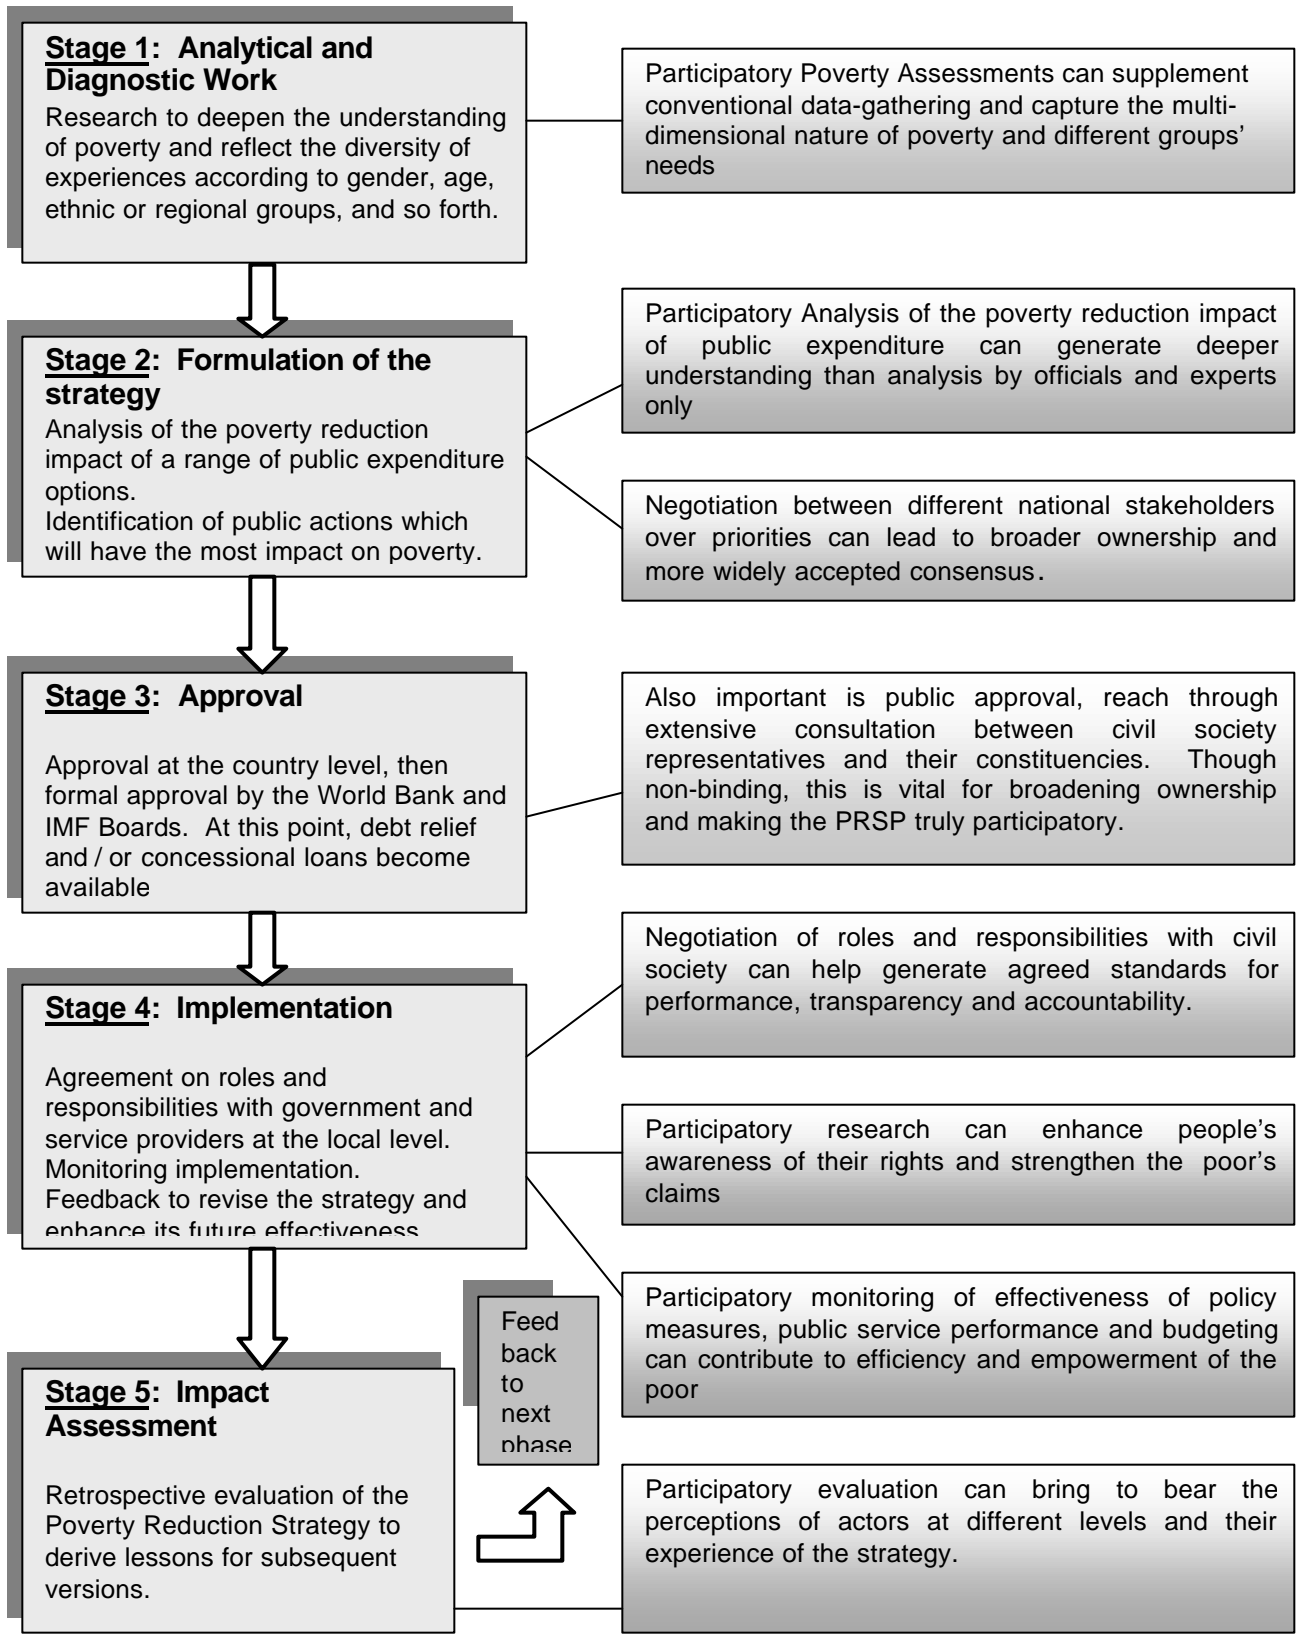 Stage 1: Analytical and
Diagnostic Work
Research to deepen the understanding
of poverty and reflect the diversity of
experiences according to gender, age,
ethnic or regional groups, and so forth.
Participatory Poverty Assessments can supplement
conventional data-gathering and capture the multi-
dimensional nature of poverty and different groups'
needs
Stage 2: Formulation of the
strategy
Analysis of the poverty reduction
impact of a range of public expenditure
options.
Identification of public actions which
will have the most impact on poverty.
Participatory Analysis of the poverty reduction impact
of public expenditure can generate deeper
understanding than analysis by officials and experts
only
Negotiation between different national stakeholders
over priorities can lead to broader ownership and
more widely accepted consensus.
Stage 3: Approval
Approval at the country level, then
formal approval by the World Bank and
IMF Boards. At this point, debt relief
and / or concessional loans become
available
Also important is public approval, reach through
extensive consultation between civil society
representatives and their constituencies. Though
non-binding, this is vital for broadening ownership
and making the PRSP truly participatory.
Stage 4: Implementation
Agreement on roles and
responsibilities with government and
service providers at the local level.
Monitoring implementation.
Feedback to revise the strategy and
enhance its future effectiveness
Negotiation of roles and responsibilities with civil
society can help generate agreed standards for
performance, transparency and accountability.
Participatory research can enhance people's
awareness of their rights and strengthen the poor's
claims
Participatory monitoring of effectiveness of policy
measures, public service performance and budgeting
can contribute to efficiency and empowerment of the
poor
Feed
back
to
next
phase
Stage 5: Impact
Assessment
Retrospective evaluation of the
Poverty Reduction Strategy to
derive lessons for subsequent
versions.
Participatory evaluation can bring to bear the
perceptions of actors at different levels and their
experience of the strategy.